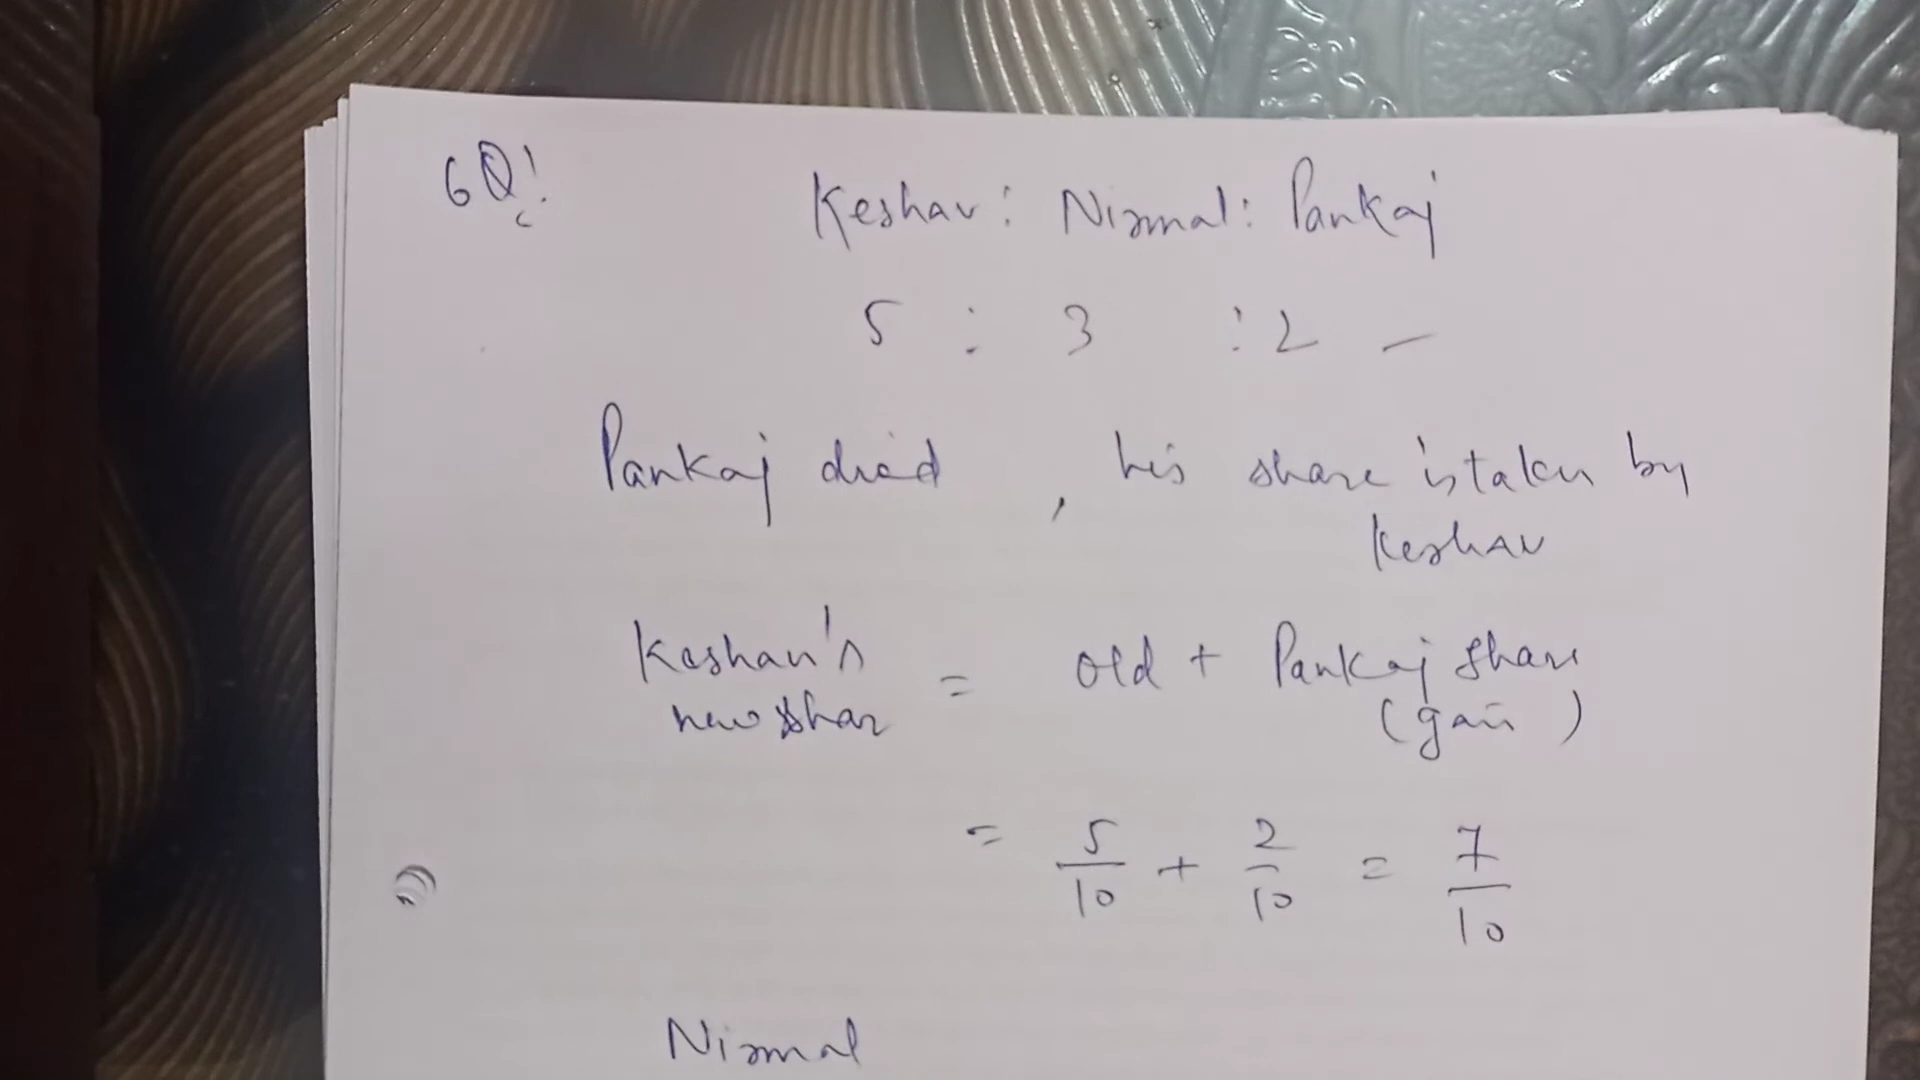 6Q!
Keshav : Nirmal : Pankaj
5 : 3 : 2 –
Pankaj died , his share is taken by
Keshav
Keshav's = old + Pankaj share
new shar (gain)
= 5/10 + 2/10 = 7/10
Nirmal